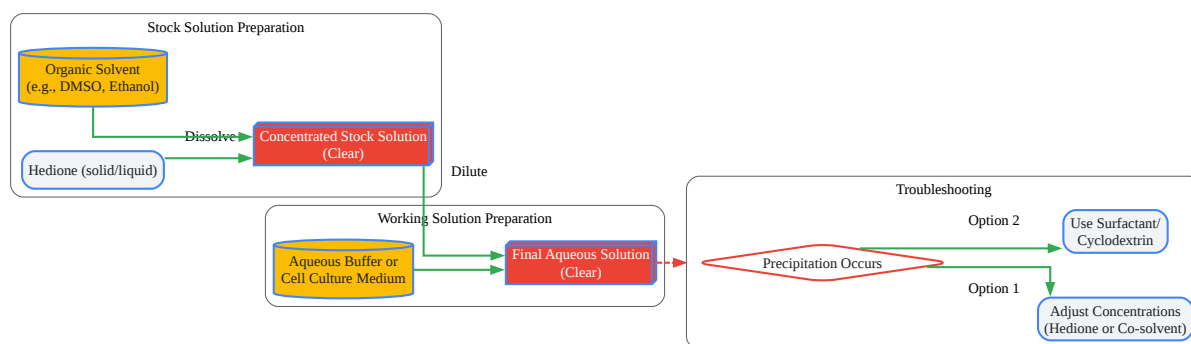 Stock Solution Preparation
Organic Solvent
(e.g., DMSO, Ethanol)
Dissolve
Hedione (solid/liquid)
Concentrated Stock Solution
(Clear)
Dilute
Working Solution Preparation
Aqueous Buffer or
Cell Culture Medium
Final Aqueous Solution
(Clear)
Troubleshooting
Precipitation Occurs
Option 2
Use Surfactant/
Cyclodextrin
Option 1
Adjust Concentrations
(Hedione or Co-solvent)